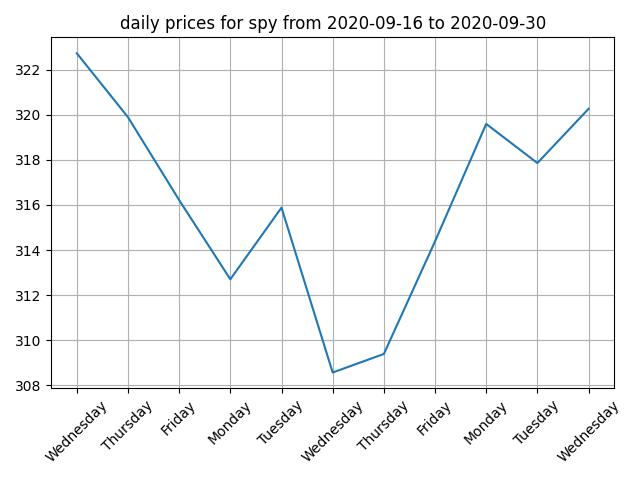 daily prices for spy from 2020-09-16 to 2020-09-30
322
320
318
316
314
312
310
308
Wednesday
Thursday
Friday
Monday
Tuesday
Wednesday
Thursday
Friday
Monday
Tuesday
Wednesday